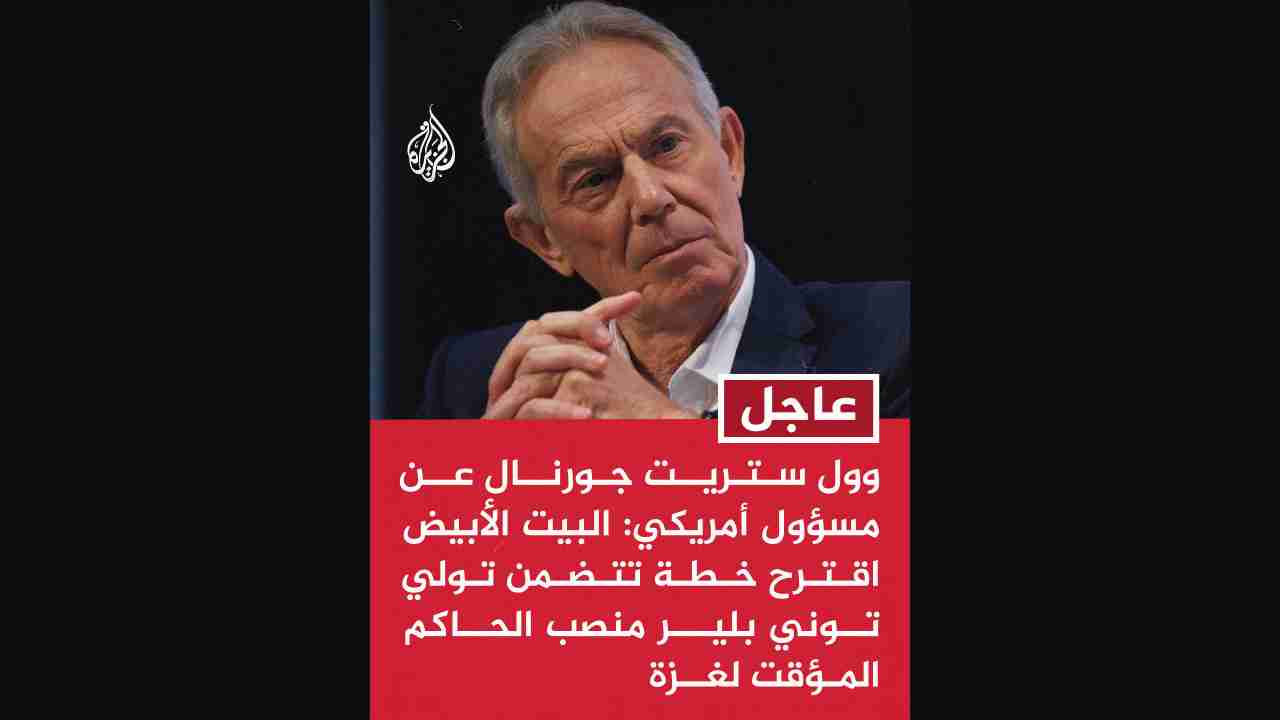 الجزيرة
عاجل
وول ستريت جورنال عن
مسؤول أمريكي: البيت الأبيض
اقترح خطة تتضمن تولي
توني بلير منصب الحاكم
المؤقت لغزة